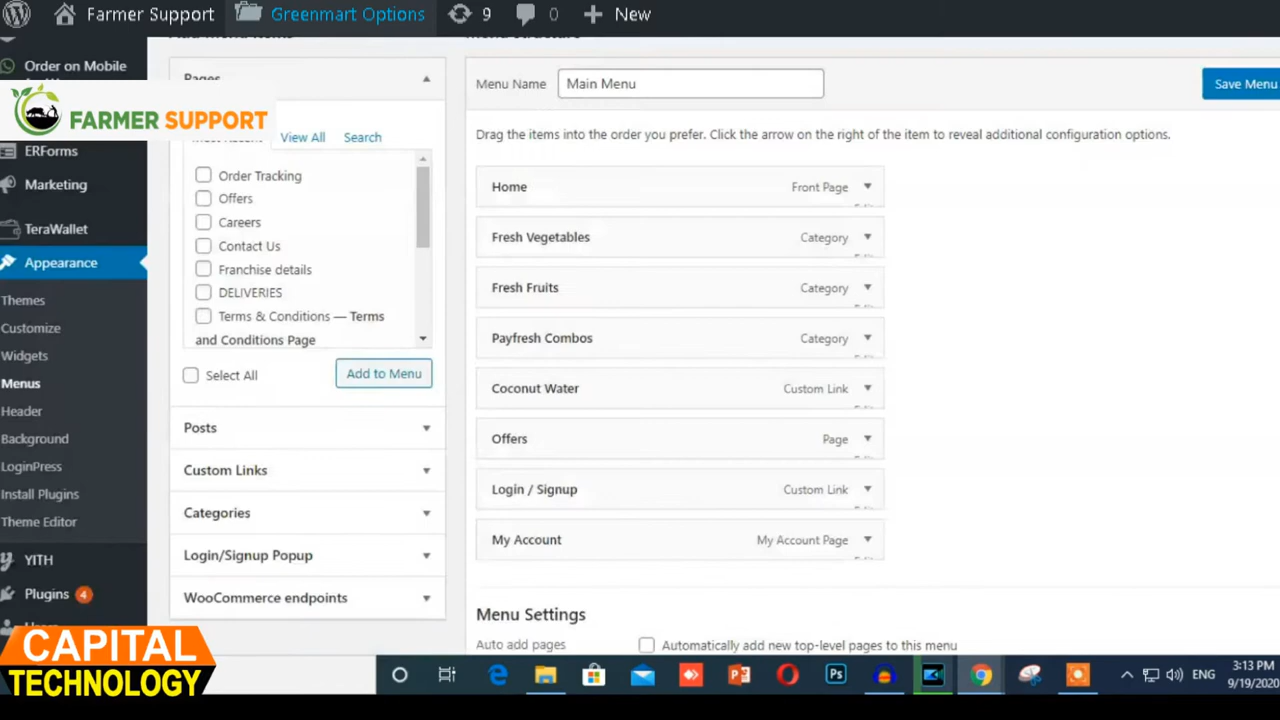 Farmer Support
Greenmart Options
9
0
New
Order on Mobile
FARMER SUPPORT
ERForms
Marketing
TeraWallet
Appearance
Themes
Customize
Widgets
Menus
Header
Background
LoginPress
Install Plugins
Theme Editor
YITH
Plugins 4
Pages
View All
Search
Order Tracking
Offers
Careers
Contact Us
Franchise details
DELIVERIES
Terms & Conditions — Terms
and Conditions Page
Select All
Add to Menu
Posts
Custom Links
Categories
Login/Signup Popup
WooCommerce endpoints
Menu Structure
Menu Name
Main Menu
Save Menu
Drag the items into the order you prefer. Click the arrow on the right of the item to reveal additional configuration options.
Home Front Page
Fresh Vegetables Category
Fresh Fruits Category
Payfresh Combos Category
Coconut Water Custom Link
Offers Page
Login / Signup Custom Link
My Account My Account Page
Menu Settings
Auto add pages
Automatically add new top-level pages to this menu
CAPITAL
TECHNOLOGY
ENG
3:13 PM
9/19/2020